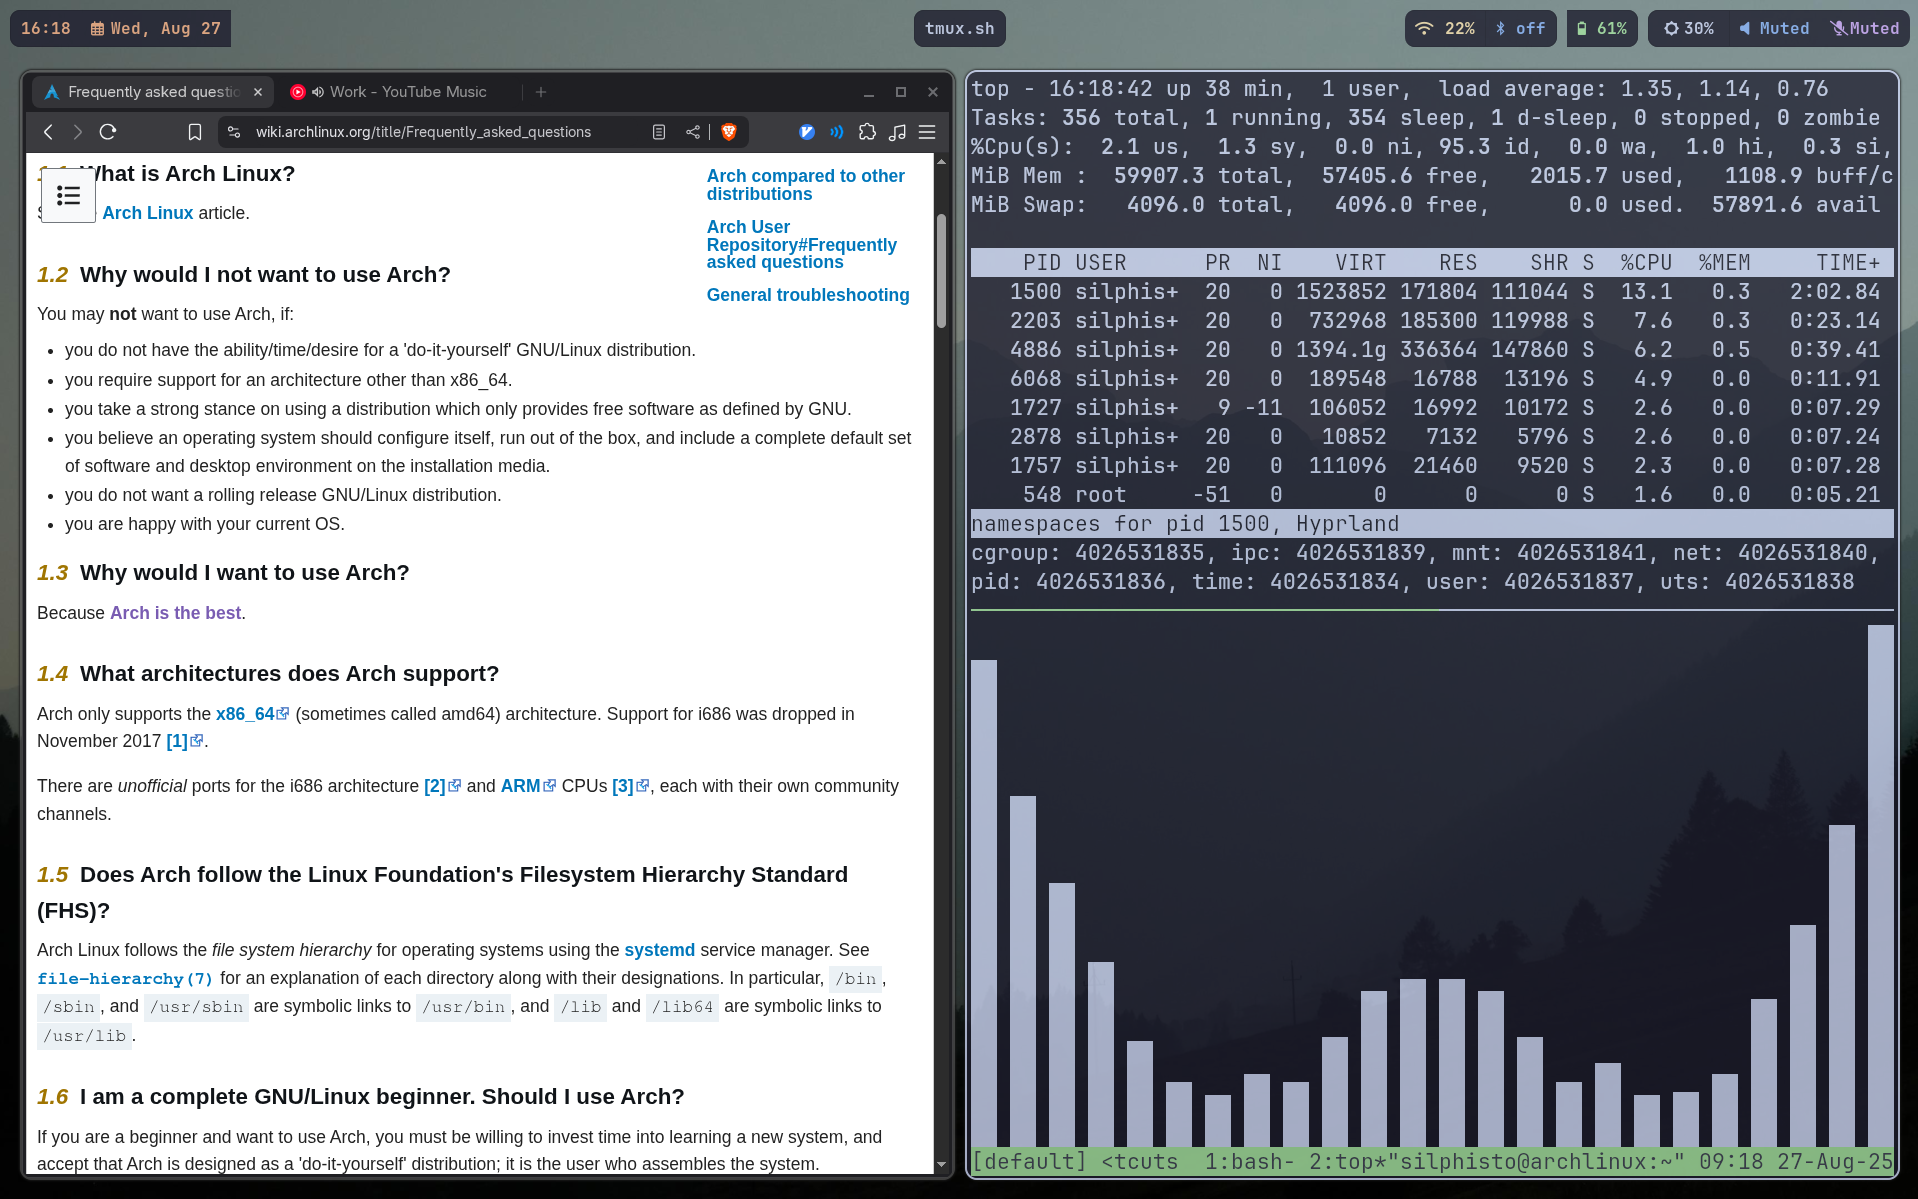 16:18 Wed, Aug 27
tmux.sh
22% off 61% 30% Muted Muted
Frequently asked questio
Work - YouTube Music
wiki.archlinux.org/title/Frequently_asked_questions
What is Arch Linux?
Arch Linux article.
Arch compared to other
distributions
Arch User
Repository#Frequently
asked questions
General troubleshooting
1.2 Why would I not want to use Arch?
You may not want to use Arch, if:
• you do not have the ability/time/desire for a 'do-it-yourself' GNU/Linux distribution.
• you require support for an architecture other than x86_64.
• you take a strong stance on using a distribution which only provides free software as defined by GNU.
• you believe an operating system should configure itself, run out of the box, and include a complete default set
of software and desktop environment on the installation media.
• you do not want a rolling release GNU/Linux distribution.
• you are happy with your current OS.
1.3 Why would I want to use Arch?
Because Arch is the best.
1.4 What architectures does Arch support?
Arch only supports the x86_64 (sometimes called amd64) architecture. Support for i686 was dropped in
November 2017 [1].
There are unofficial ports for the i686 architecture [2] and ARM CPUs [3], each with their own community
channels.
1.5 Does Arch follow the Linux Foundation's Filesystem Hierarchy Standard
(FHS)?
Arch Linux follows the file system hierarchy for operating systems using the systemd service manager. See
file-hierarchy(7) for an explanation of each directory along with their designations. In particular, /bin,
/sbin, and /usr/sbin are symbolic links to /usr/bin, and /lib and /lib64 are symbolic links to
/usr/lib.
1.6 I am a complete GNU/Linux beginner. Should I use Arch?
If you are a beginner and want to use Arch, you must be willing to invest time into learning a new system, and
accept that Arch is designed as a 'do-it-yourself' distribution; it is the user who assembles the system.
top - 16:18:42 up 38 min,  1 user,  load average: 1.35, 1.14, 0.76
Tasks: 356 total, 1 running, 354 sleep, 1 d-sleep, 0 stopped, 0 zombie
%Cpu(s):  2.1 us,  1.3 sy,  0.0 ni, 95.3 id,  0.0 wa,  1.0 hi,  0.3 si,
MiB Mem :  59907.3 total,  57405.6 free,   2015.7 used,   1108.9 buff/c
MiB Swap:   4096.0 total,   4096.0 free,      0.0 used.  57891.6 avail
PID USER      PR  NI    VIRT    RES    SHR S  %CPU  %MEM     TIME+
1500 silphis+  20   0 1523852 171804 111044 S  13.1   0.3   2:02.84
2203 silphis+  20   0  732968 185300 119988 S   7.6   0.3   0:23.14
4886 silphis+  20   0 1394.1g 336364 147860 S   6.2   0.5   0:39.41
6068 silphis+  20   0  189548  16788  13196 S   4.9   0.0   0:11.91
1727 silphis+   9 -11  106052  16992  10172 S   2.6   0.0   0:07.29
2878 silphis+  20   0   10852   7132   5796 S   2.6   0.0   0:07.24
1757 silphis+  20   0  111096  21460   9520 S   2.3   0.0   0:07.28
548 root     -51   0       0      0      0 S   1.6   0.0   0:05.21
namespaces for pid 1500, Hyprland
cgroup: 4026531835, ipc: 4026531839, mnt: 4026531841, net: 4026531840,
pid: 4026531836, time: 4026531834, user: 4026531837, uts: 4026531838
[default] <tcuts  1:bash- 2:top*"silphisto@archlinux:~" 09:18 27-Aug-25